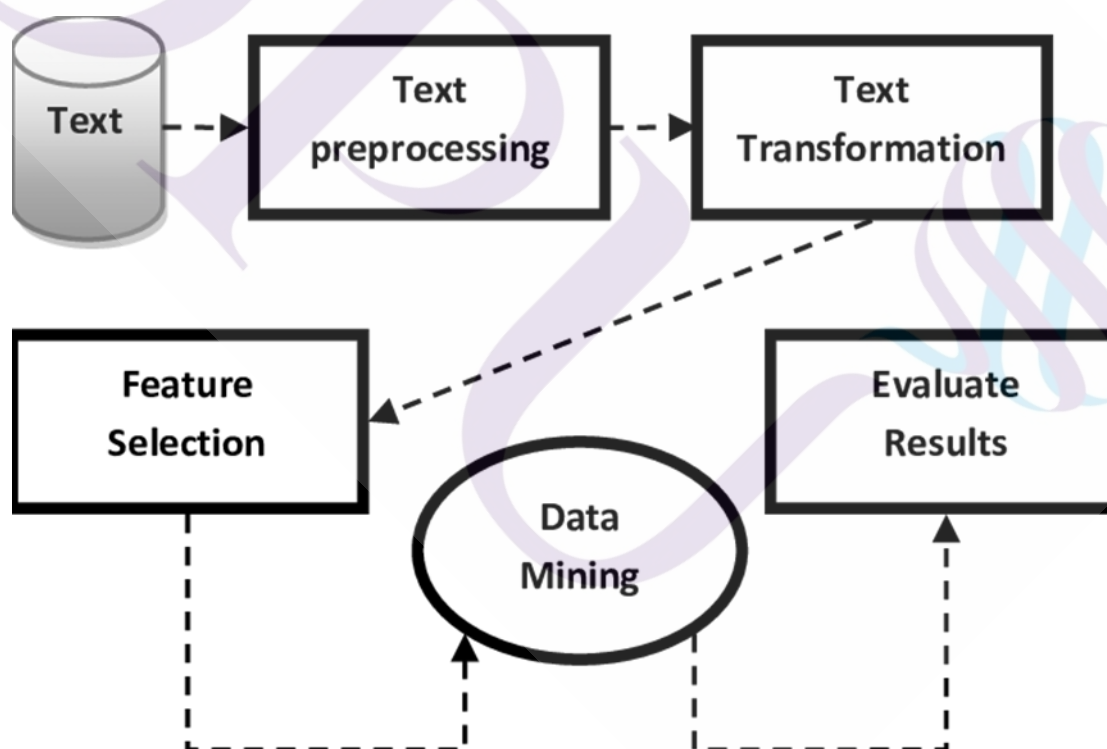 Text
Text
preprocessing
Text
Transformation
Feature
Selection
Data
Mining
Evaluate
Results